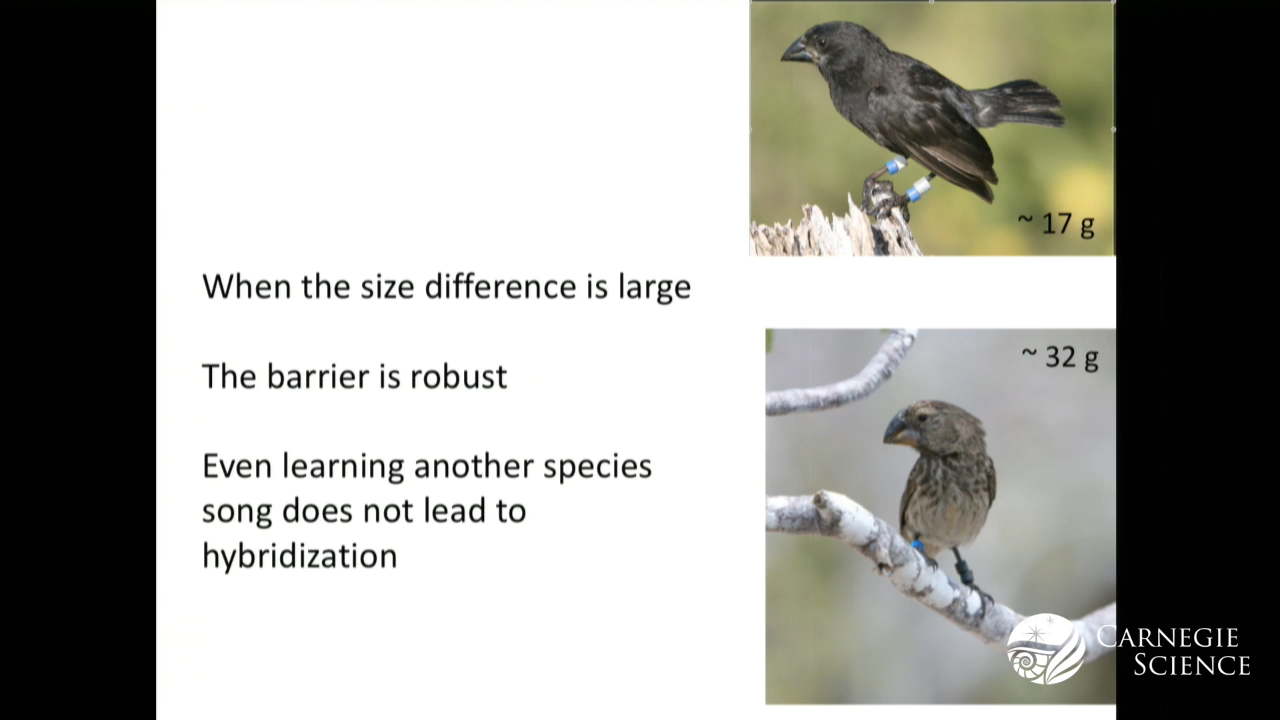 ~ 17 g
When the size difference is large
~ 32 g
The barrier is robust
Even learning another species
song does not lead to
hybridization
CARNEGIE
SCIENCE